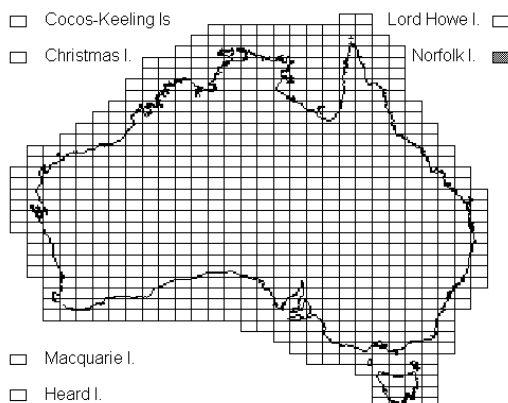 Cocos-Keeling Is
Lord Howe I.
Christmas I.
Norfolk I.
Macquarie I.
Heard I.